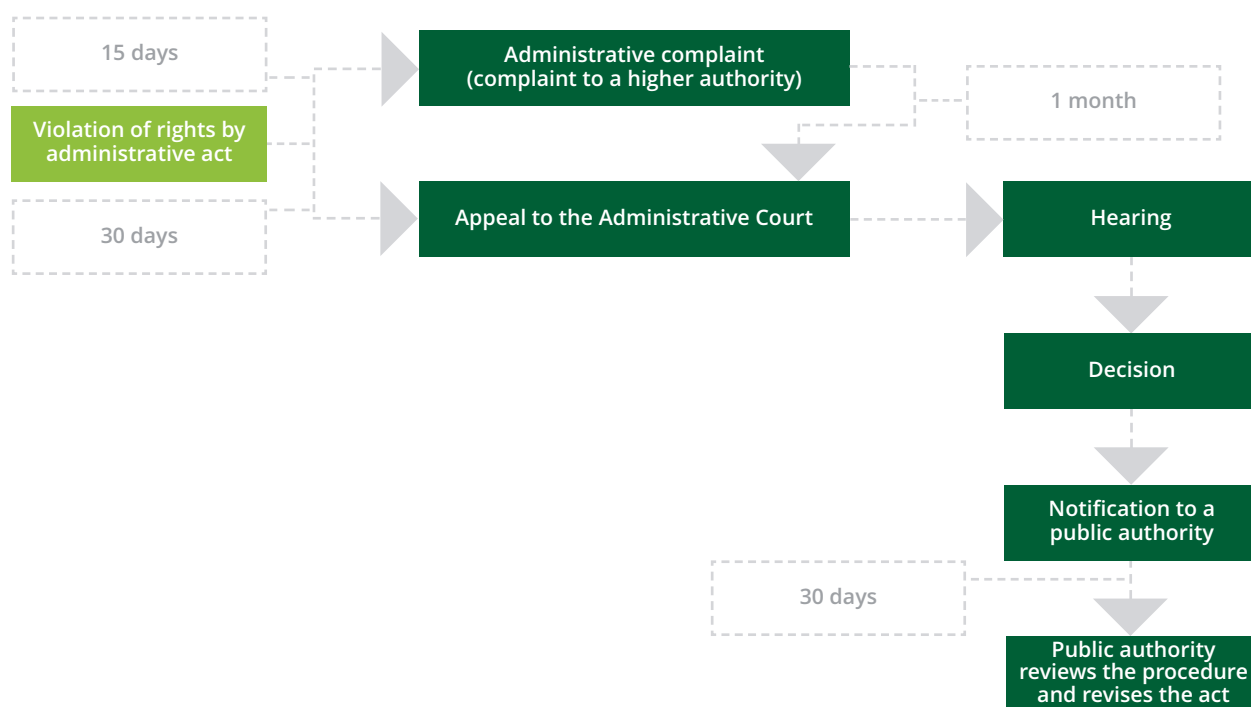 15 days
Administrative complaint
(complaint to a higher authority)
1 month
Violation of rights by
administrative act
30 days
Appeal to the Administrative Court
Hearing
Decision
Notification to a
public authority
30 days
Public authority
reviews the procedure
and revises the act